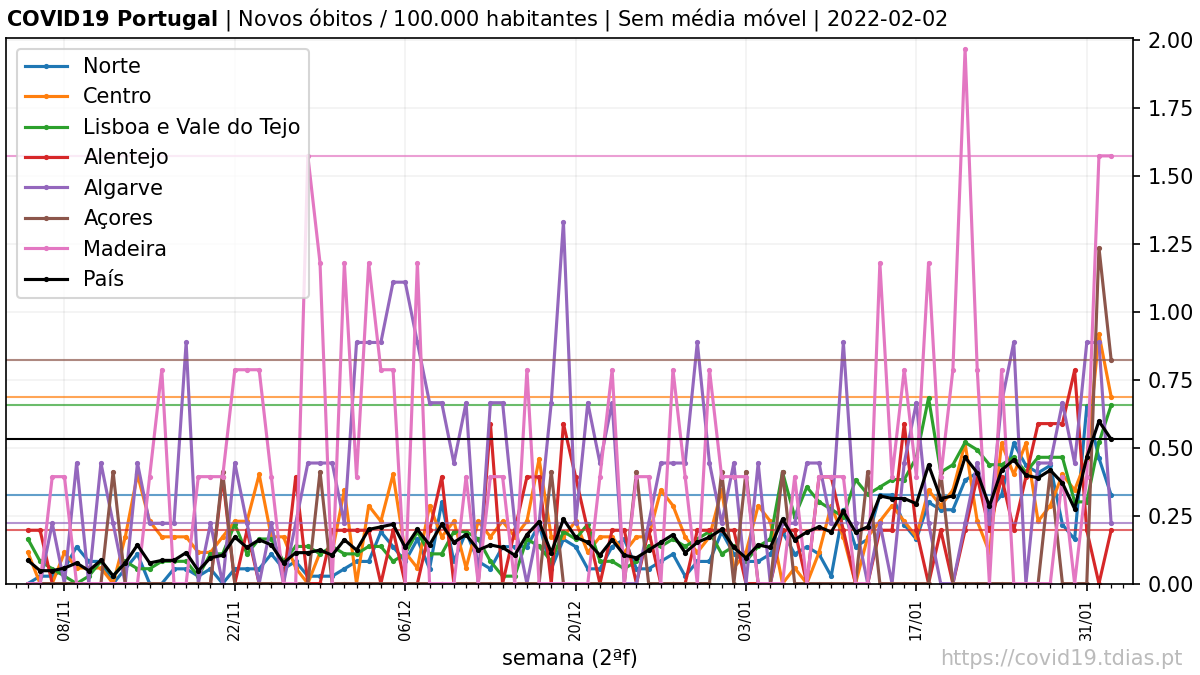 COVID19 Portugal | Novos óbitos / 100.000 habitantes | Sem média móvel | 2022-02-02
Norte
Centro
Lisboa e Vale do Tejo
Alentejo
Algarve
Açores
Madeira
País
2.00
1.75
1.50
1.25
1.00
0.75
0.50
0.25
0.00
08/11
22/11
06/12
20/12
03/01
17/01
31/01
semana (2ªf)
https://covid19.tdias.pt